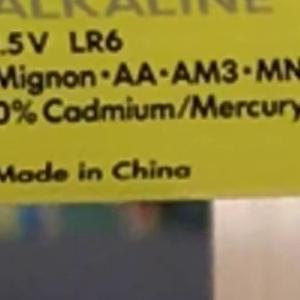 ALKALINE
.5V LR6
Mignon·AA·AM3·MN
0% Cadmium/Mercury
Made in China